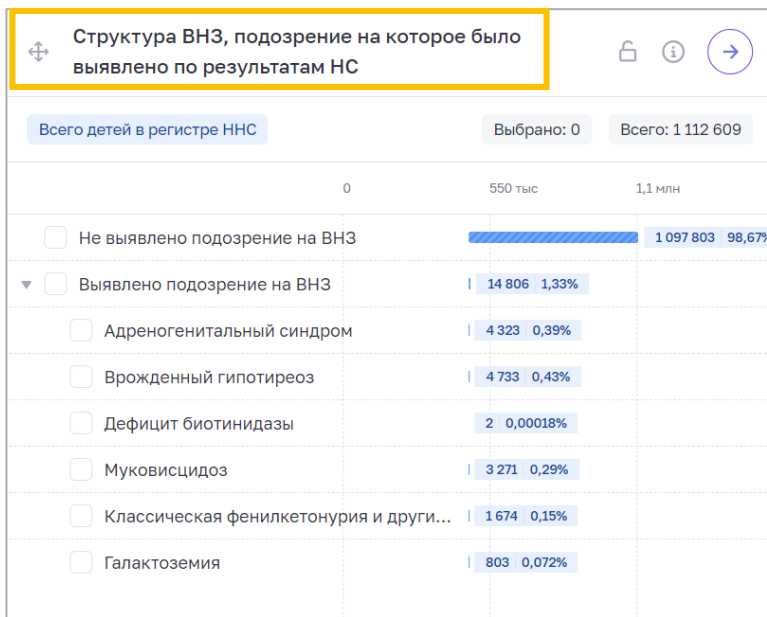 Структура ВНЗ, подозрение на которое было
выявлено по результатам НС
Всего детей в регистре ННС
Выбрано: 0
Всего: 1 112 609
0
550 тыс
1,1 млн
Не выявлено подозрение на ВНЗ
1 097 803 98,67%
Выявлено подозрение на ВНЗ
14 806 1,33%
Адреногенитальный синдром
4 323 0,39%
Врожденный гипотиреоз
4 733 0,43%
Дефицит биотинидазы
2 0,00018%
Муковисцидоз
3 271 0,29%
Классическая фенилкетонурия и други...
1 674 0,15%
Галактоземия
803 0,072%